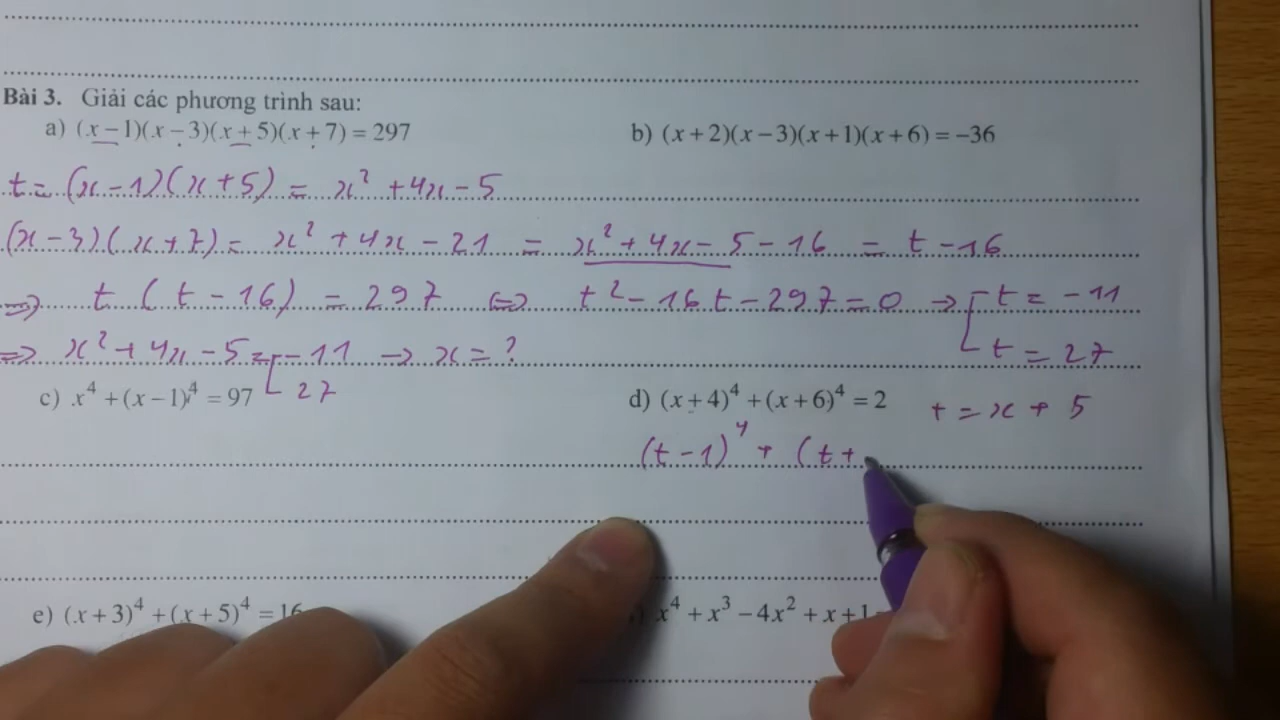 Bài 3. Giải các phương trình sau:
a) (x − 1)(x − 3)(x + 5)(x + 7) = 297
b) (x + 2)(x − 3)(x + 1)(x + 6) = −36
t = (x − 1)(x + 5) = x² + 4x − 5
(x − 3)(x + 7) = x² + 4x − 21 = x² + 4x − 5 − 16 = t − 16
=> t (t − 16) = 297 <=> t² − 16t − 297 = 0 → [ t = −11
t = 27
=> x² + 4x − 5 = [ −11 → x = ?
27
c) x⁴ + (x − 1)⁴ = 97
d) (x + 4)⁴ + (x + 6)⁴ = 2 t = x + 5
(t − 1)⁴ + (t +
e) (x + 3)⁴ + (x + 5)⁴ = 16
x⁴ + x³ − 4x² + x + 1